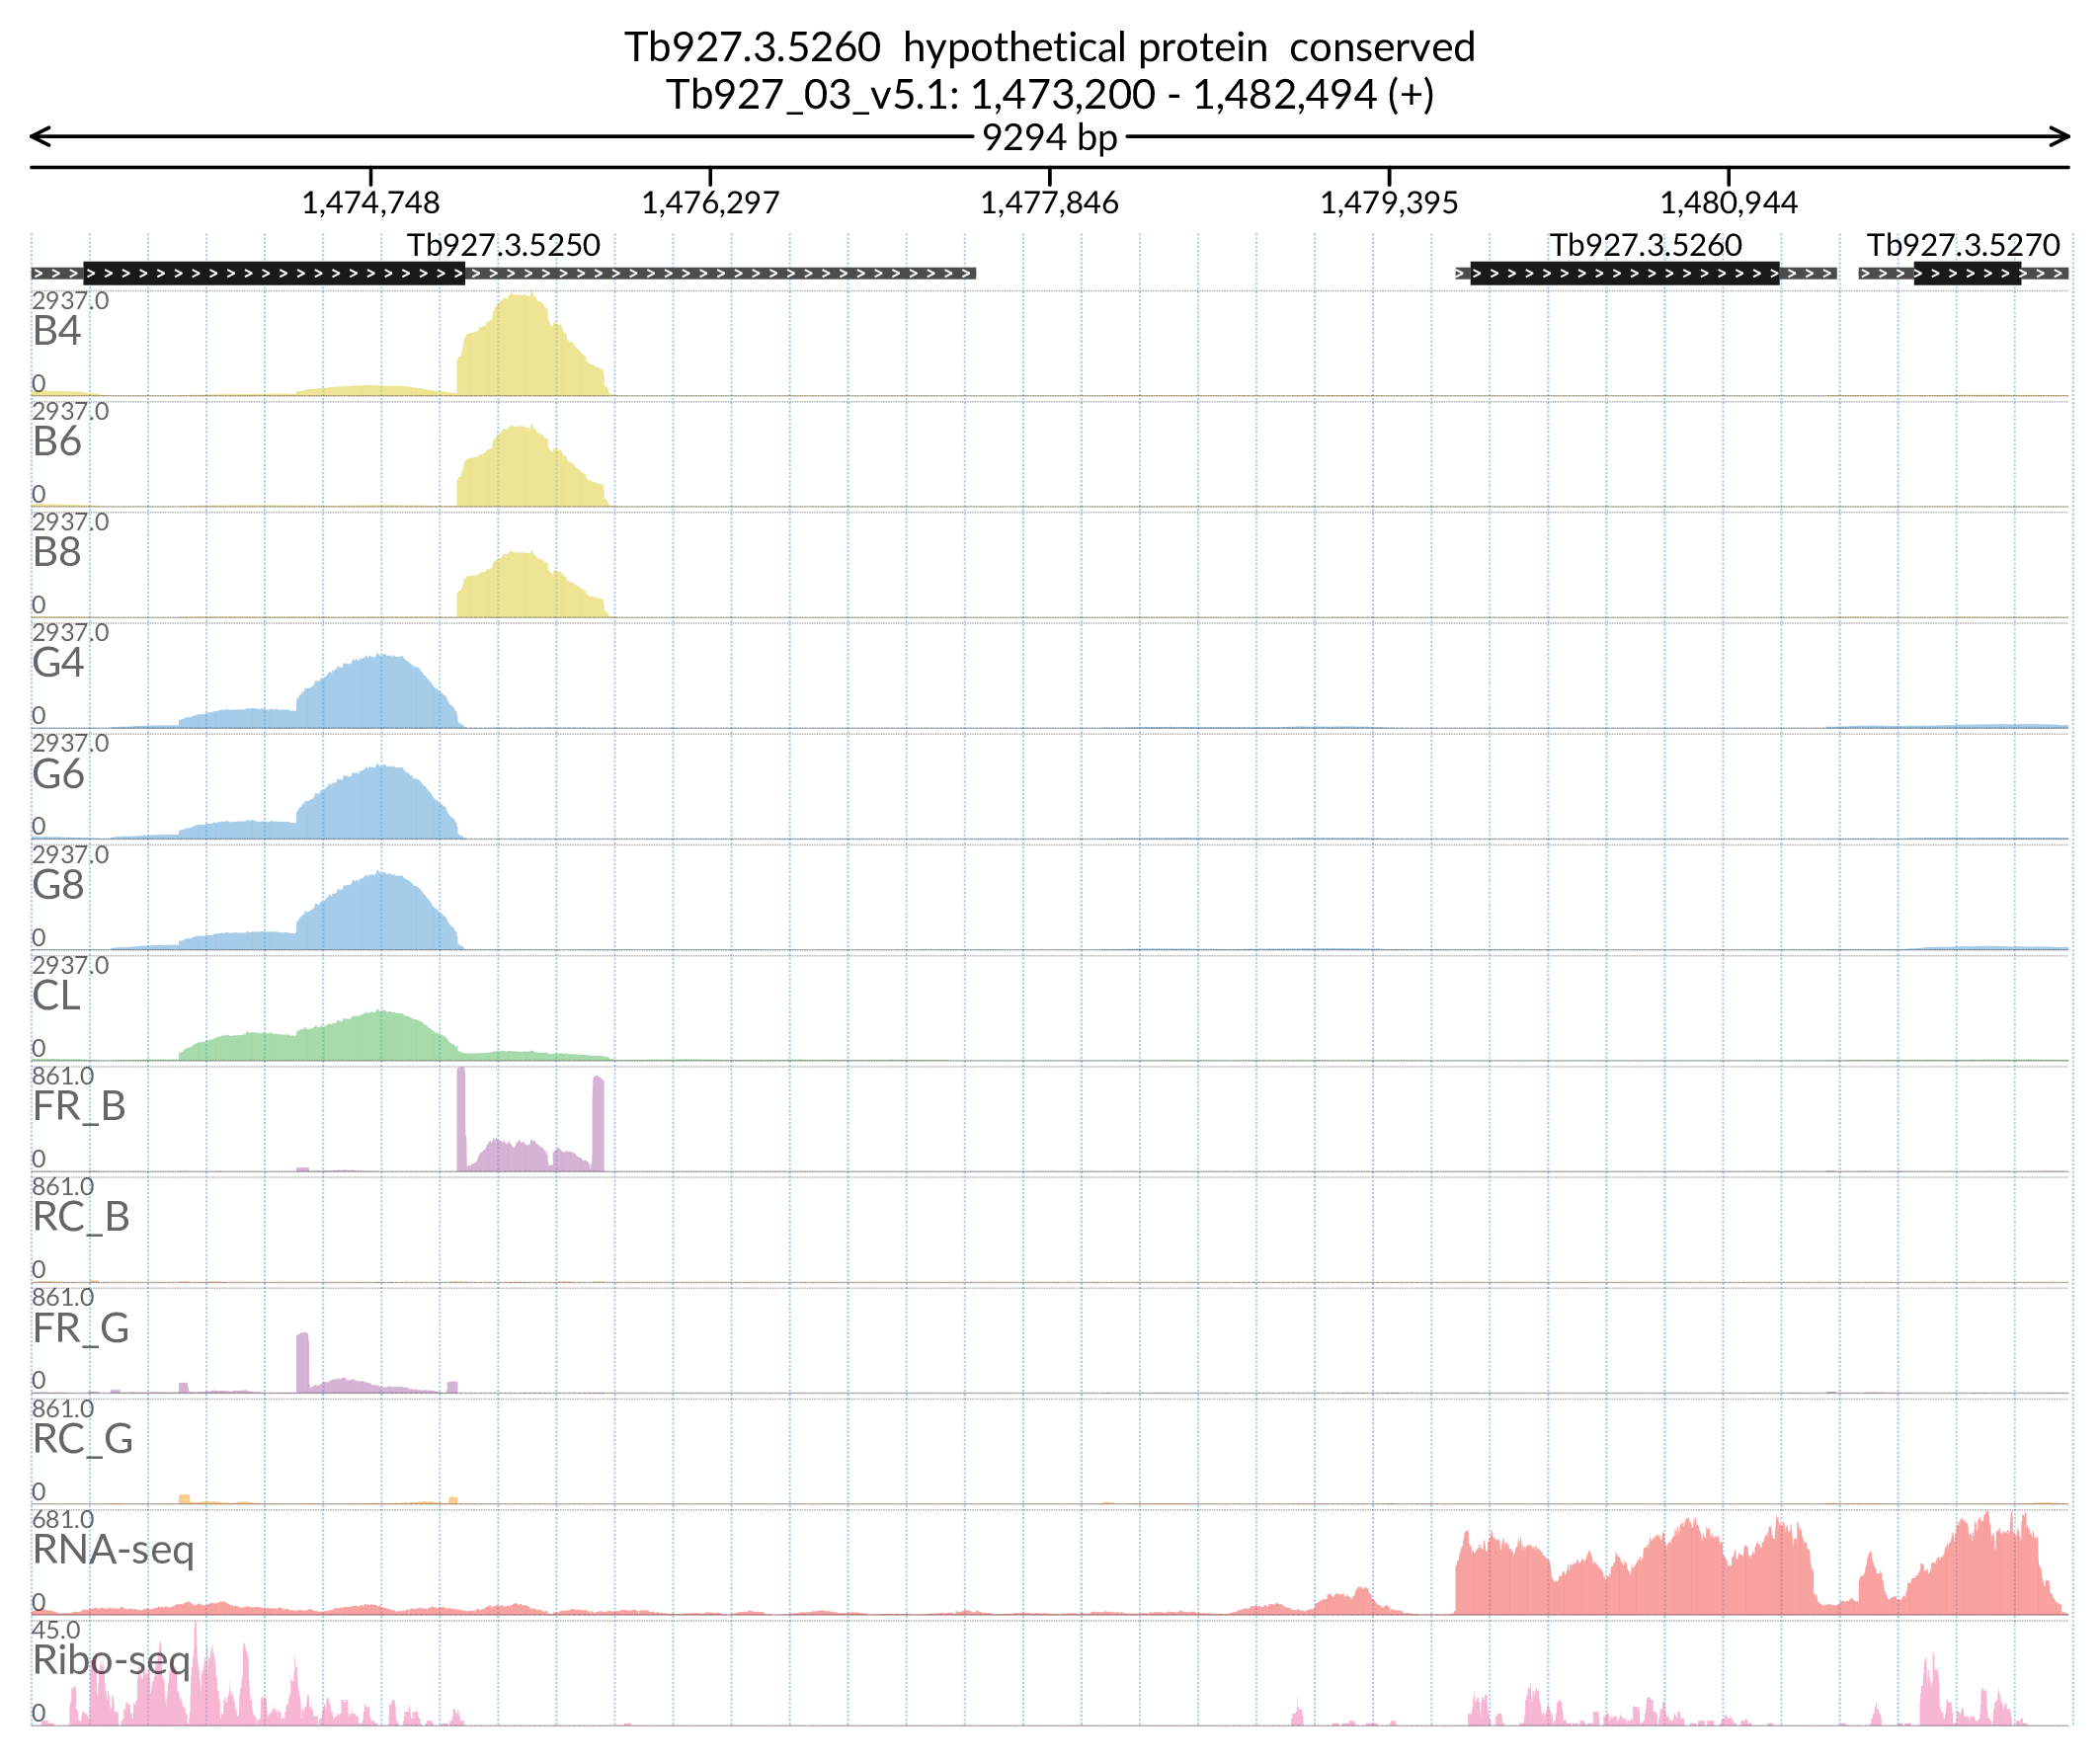 Tb927.3.5260 hypothetical protein conserved
Tb927_03_v5.1: 1,473,200 - 1,482,494 (+)
9294 bp
1,474,748 1,476,297 1,477,846 1,479,395 1,480,944
Tb927.3.5250 Tb927.3.5260 Tb927.3.5270
2937.0
B4
0
2937.0
B6
0
2937.0
B8
0
2937.0
G4
0
2937.0
G6
0
2937.0
G8
0
2937.0
CL
0
861.0
FR_B
0
861.0
RC_B
0
861.0
FR_G
0
861.0
RC_G
0
681.0
RNA-seq
0
45.0
Ribo-seq
0